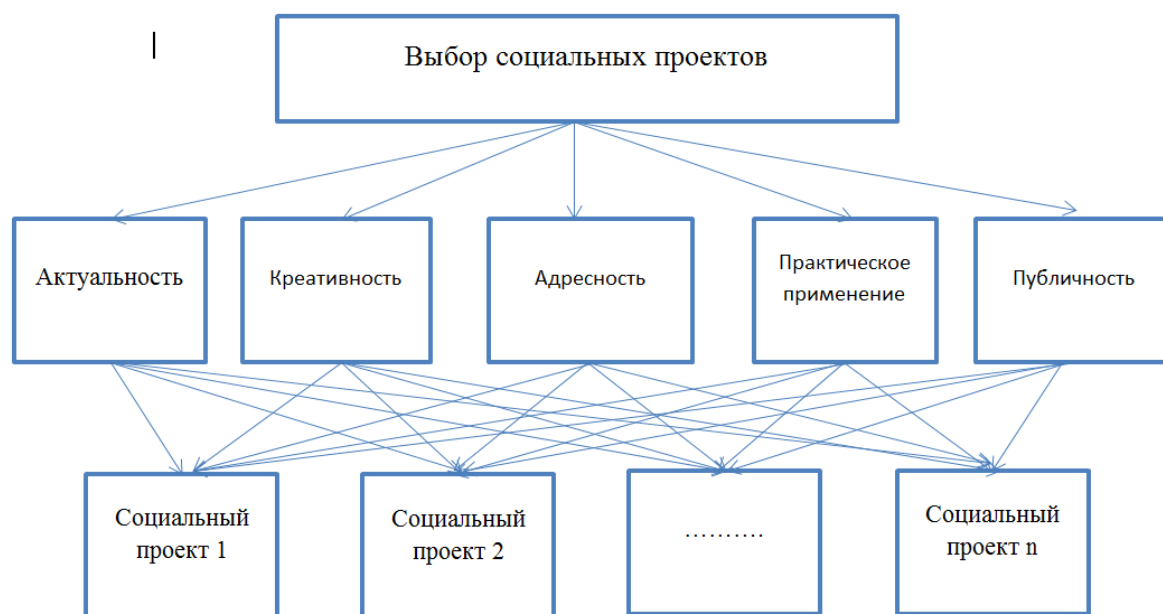 Выбор социальных проектов
Актуальность
Креативность
Адресность
Практическое
применение
Публичность
Социальный
проект 1
Социальный
проект 2
……….
Социальный
проект n